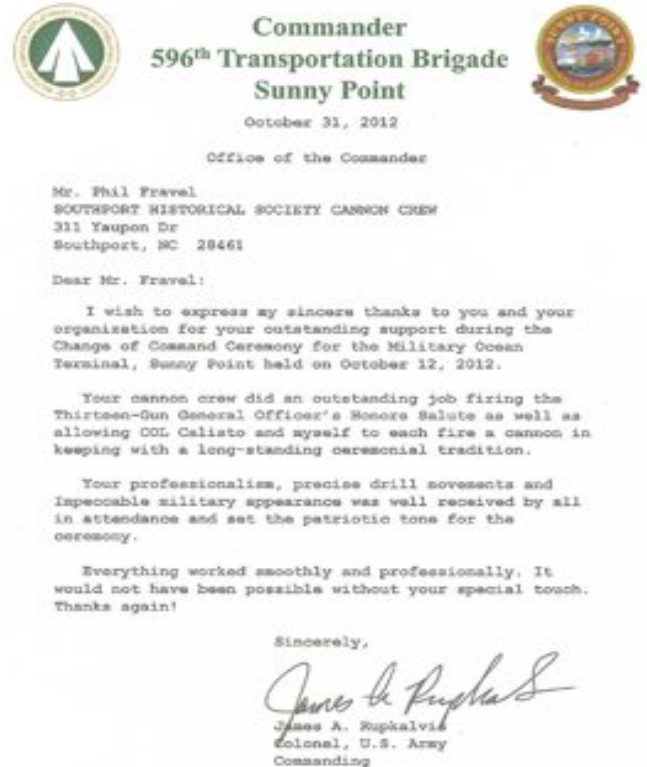 Commander
596th Transportation Brigade
Sunny Point
SUNNY POINT
October 31, 2012
Office of the Commander
Mr. Phil Fravel
SOUTHPORT HISTORICAL SOCIETY CANNON CREW
311 Yaupon Dr
Southport, NC 28461
Dear Mr. Fravel:
I wish to express my sincere thanks to you and your
organization for your outstanding support during the
Change of Command Ceremony for the Military Ocean
Terminal, Sunny Point held on October 12, 2012.
Your cannon crew did an outstanding job firing the
Thirteen-Gun General Officer's Honors Salute as well as
allowing COL Calisto and myself to each fire a cannon in
keeping with a long-standing ceremonial tradition.
Your professionalism, precise drill movements and
impeccable military appearance was well received by all
in attendance and set the patriotic tone for the
ceremony.
Everything worked smoothly and professionally. It
would not have been possible without your special touch.
Thanks again!
Sincerely,
James A Rupkal
James A. Rupkalvis
Colonel, U.S. Army
Commanding